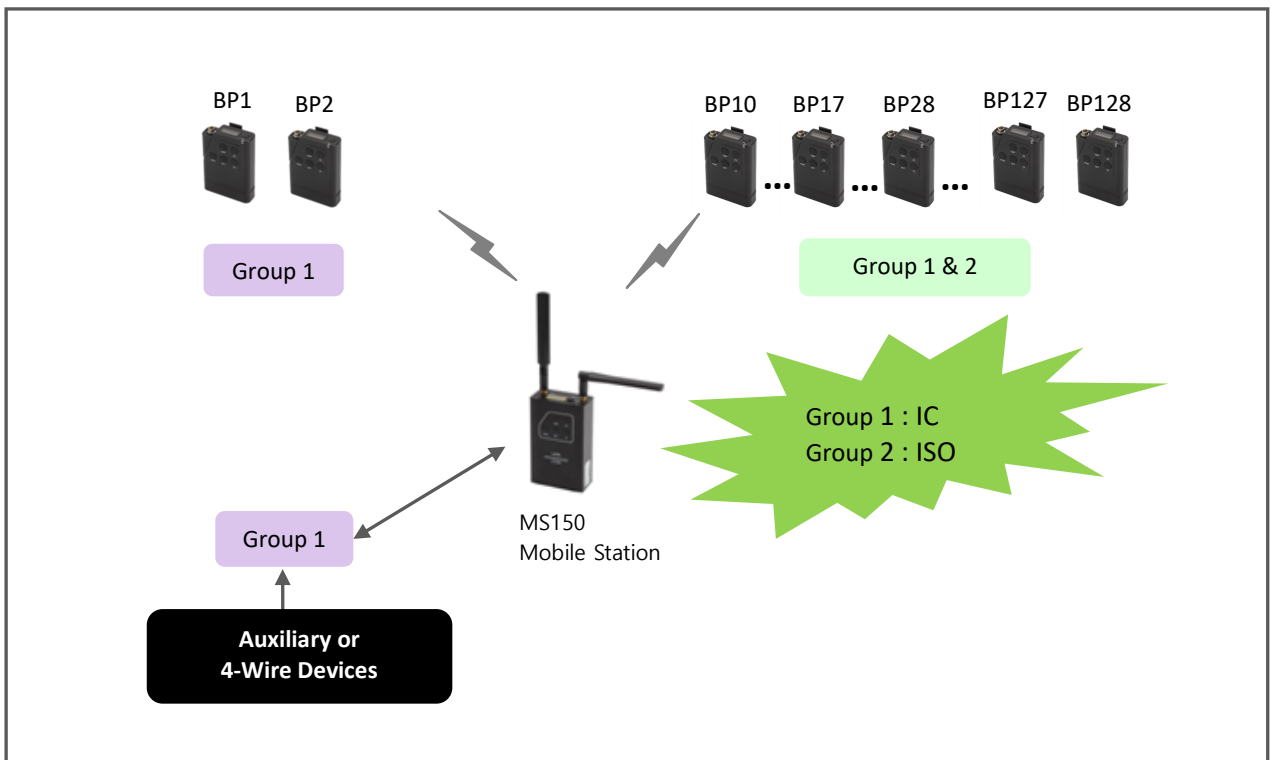 BP1 BP2 BP10 BP17 BP28 BP127 BP128
... ... ...
Group 1
Group 1 & 2
Group 1 : IC
Group 2 : ISO
MS150
Mobile Station
Group 1
Auxiliary or
4-Wire Devices